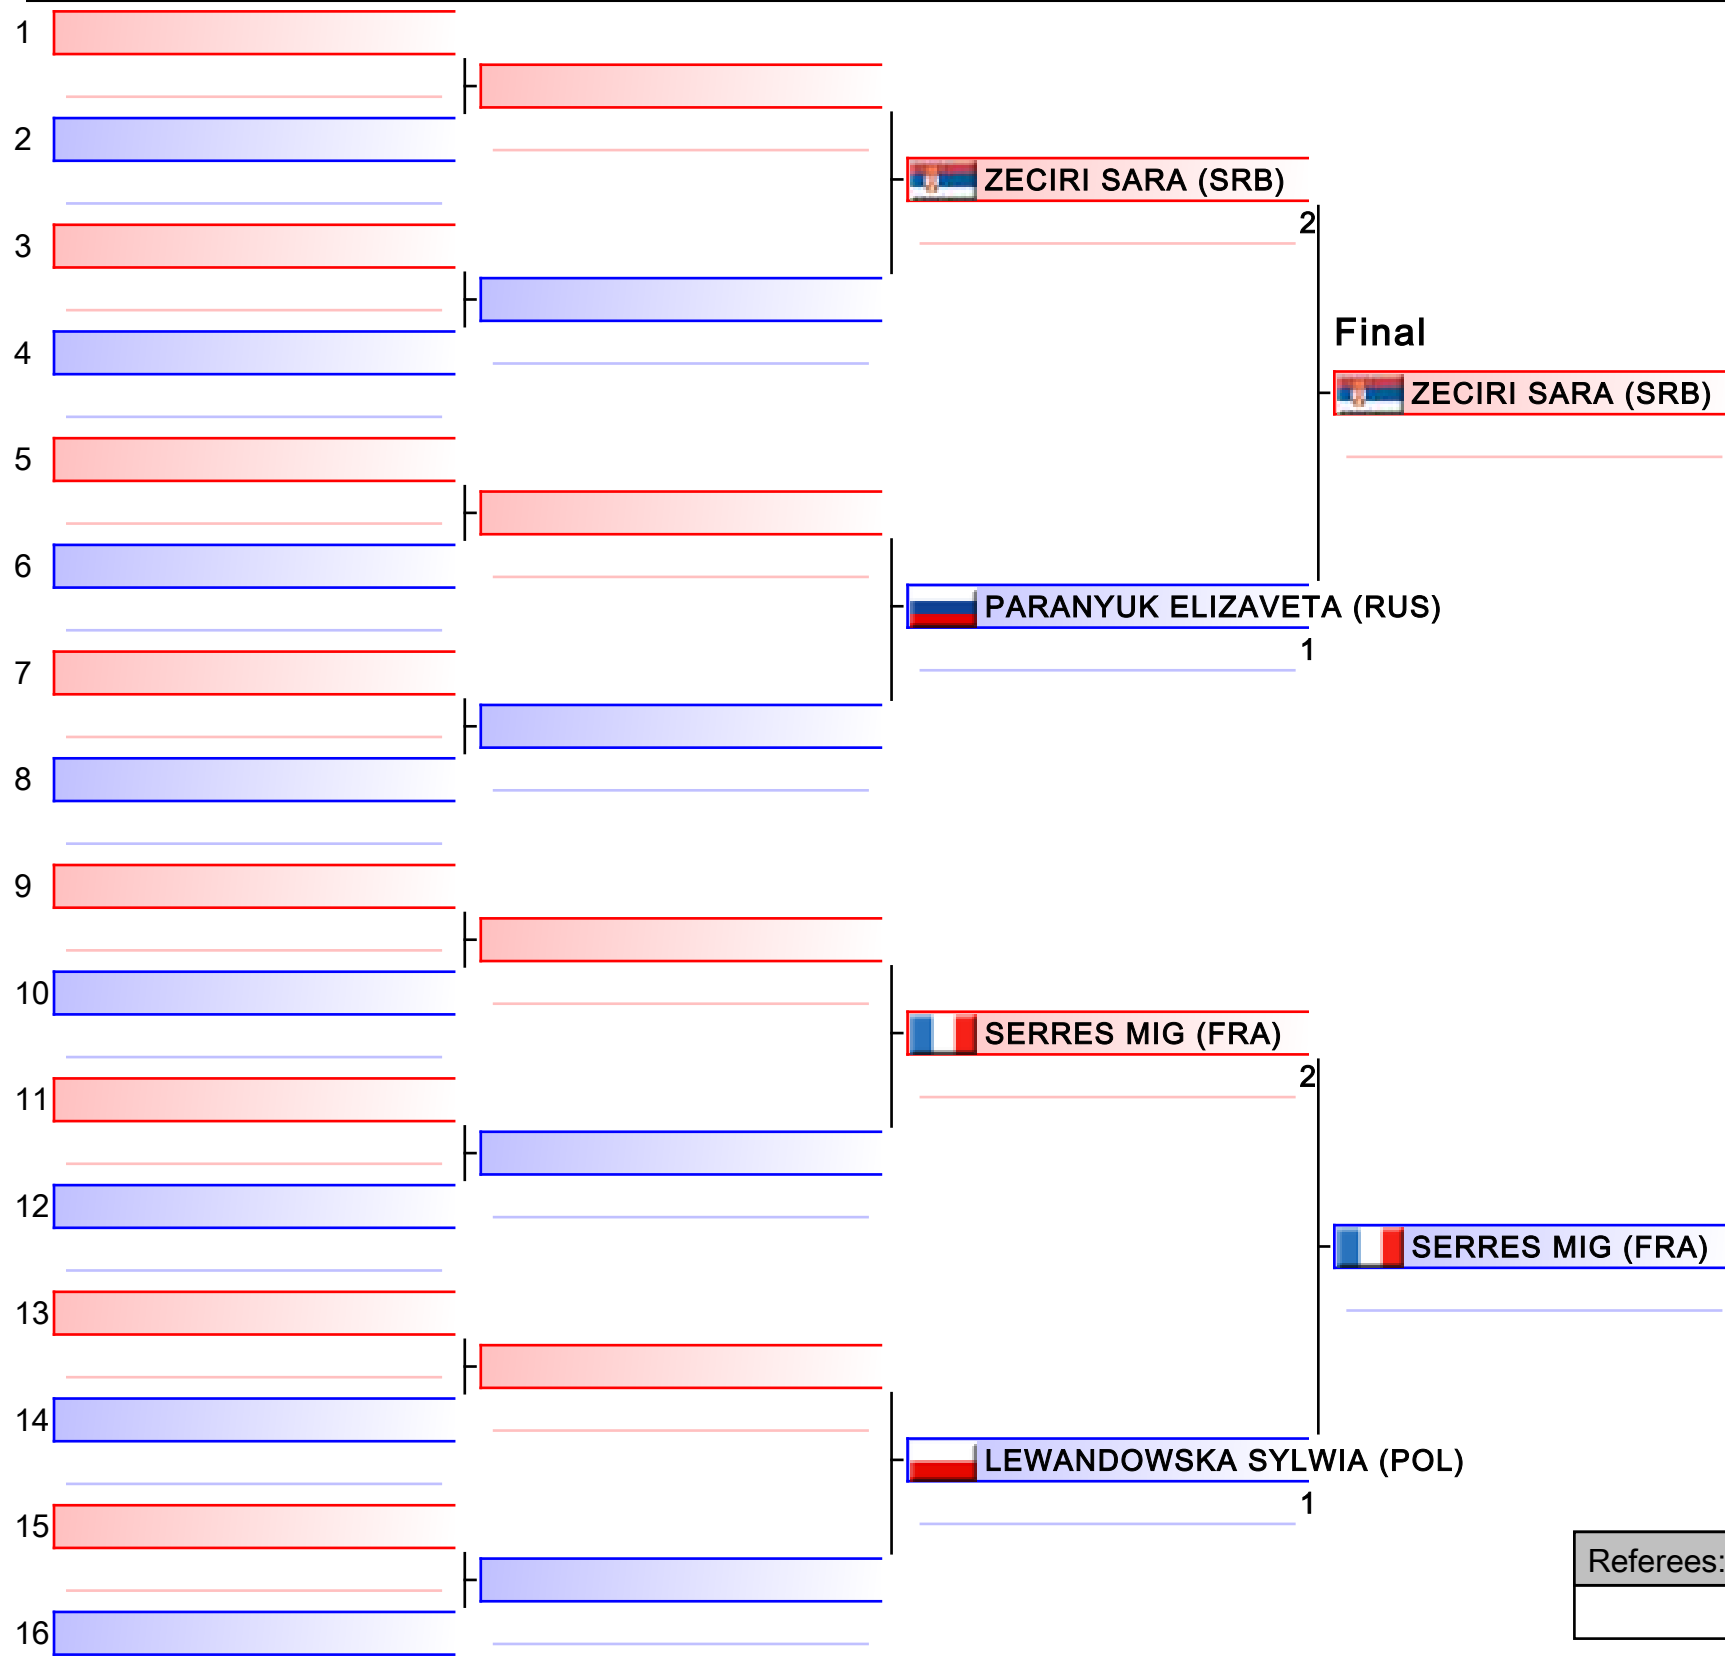 1
2
ZECIRI SARA (SRB)
2
3
Final
4
ZECIRI SARA (SRB)
5
6
PARANYUK ELIZAVETA (RUS)
1
7
8
9
10
SERRES MIG (FRA)
2
11
12
SERRES MIG (FRA)
13
14
LEWANDOWSKA SYLWIA (POL)
1
15
Referees:
16